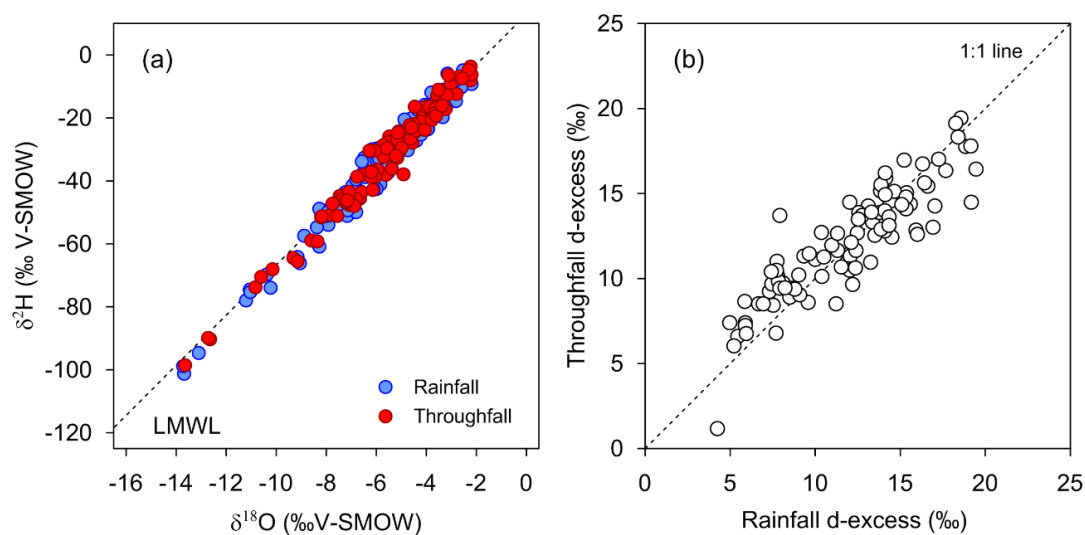 (a)
δ²H (‰ V-SMOW)
0
-20
-40
-60
-80
-100
-120
Rainfall
Throughfall
LMWL
-16
-14
-12
-10
-8
-6
-4
-2
0
δ¹⁸O (‰V-SMOW)
(b)
1:1 line
Throughfall d-excess (‰)
25
20
15
10
5
0
0
5
10
15
20
25
Rainfall d-excess (‰)